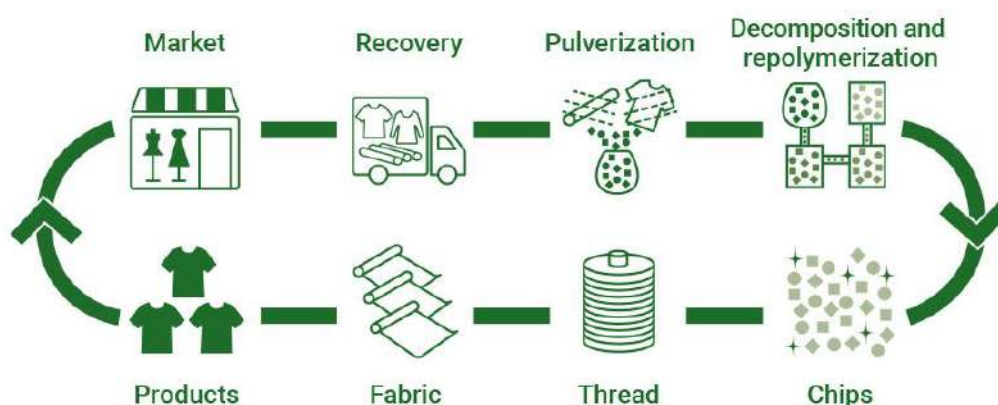 Market
Recovery
Pulverization
Decomposition and
repolymerization
Products
Fabric
Thread
Chips